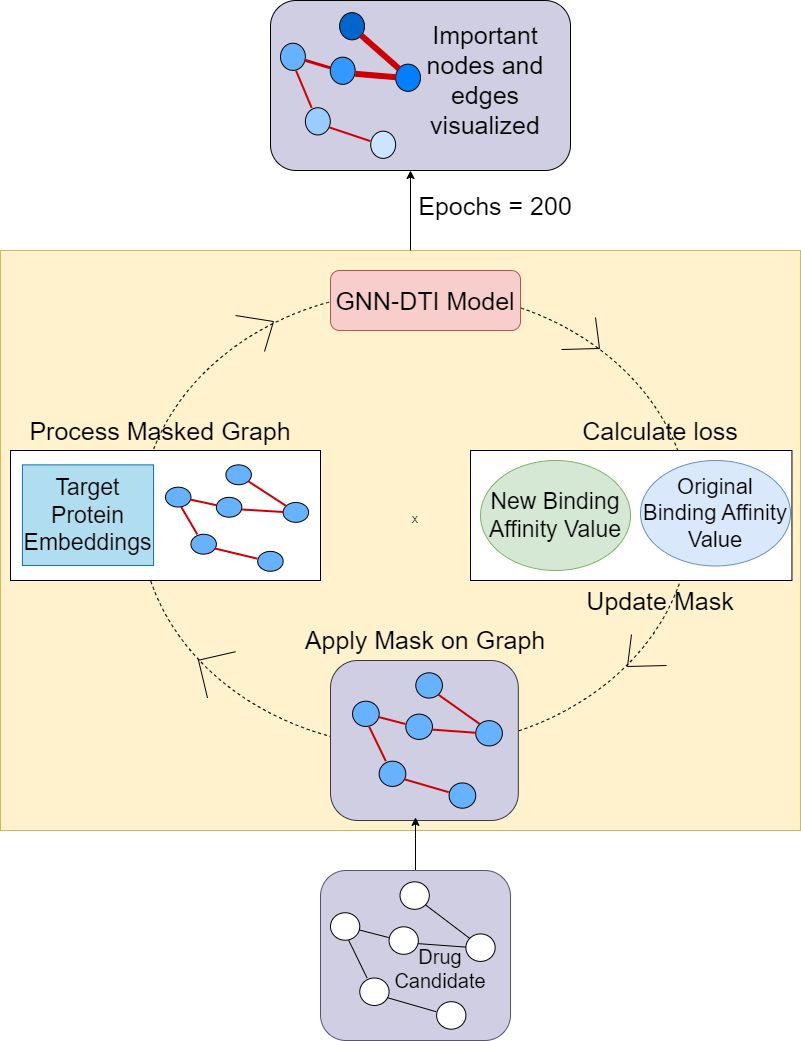 Important
nodes and
edges
visualized
Epochs = 200
GNN-DTI Model
Process Masked Graph
Calculate loss
Target
Protein
Embeddings
x
New Binding
Affinity Value
Original
Binding Affinity
Value
Update Mask
Apply Mask on Graph
Drug
Candidate